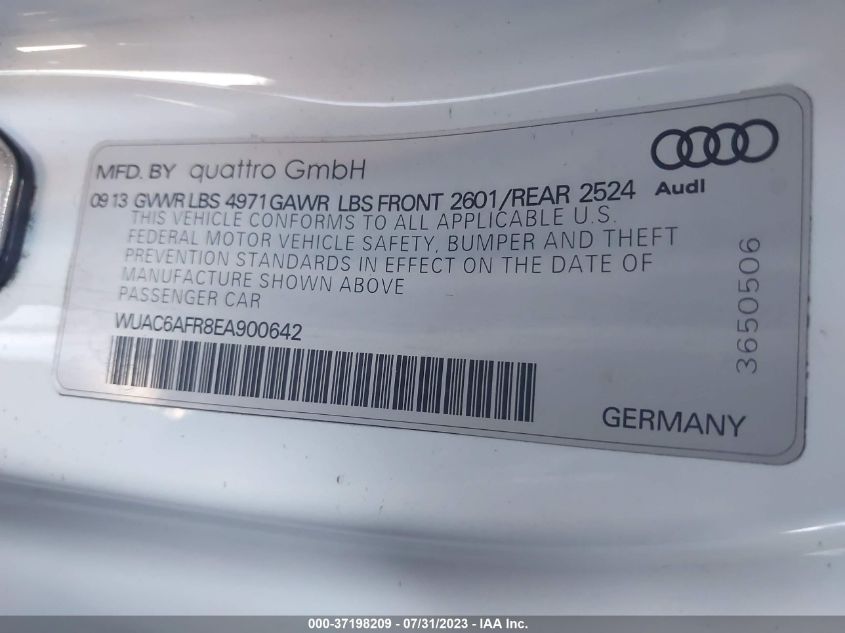 MFD. BY quattro GmbH
09 13 GVWR LBS 4971 GAWR LBS FRONT 2601/REAR 2524
Audi
THIS VEHICLE CONFORMS TO ALL APPLICABLE U.S.
FEDERAL MOTOR VEHICLE SAFETY, BUMPER AND THEFT
PREVENTION STANDARDS IN EFFECT ON THE DATE OF
MANUFACTURE SHOWN ABOVE
PASSENGER CAR
WUAC6AFR8EA900642
3650506
GERMANY
000-37198209 - 07/31/2023 - IAA Inc.